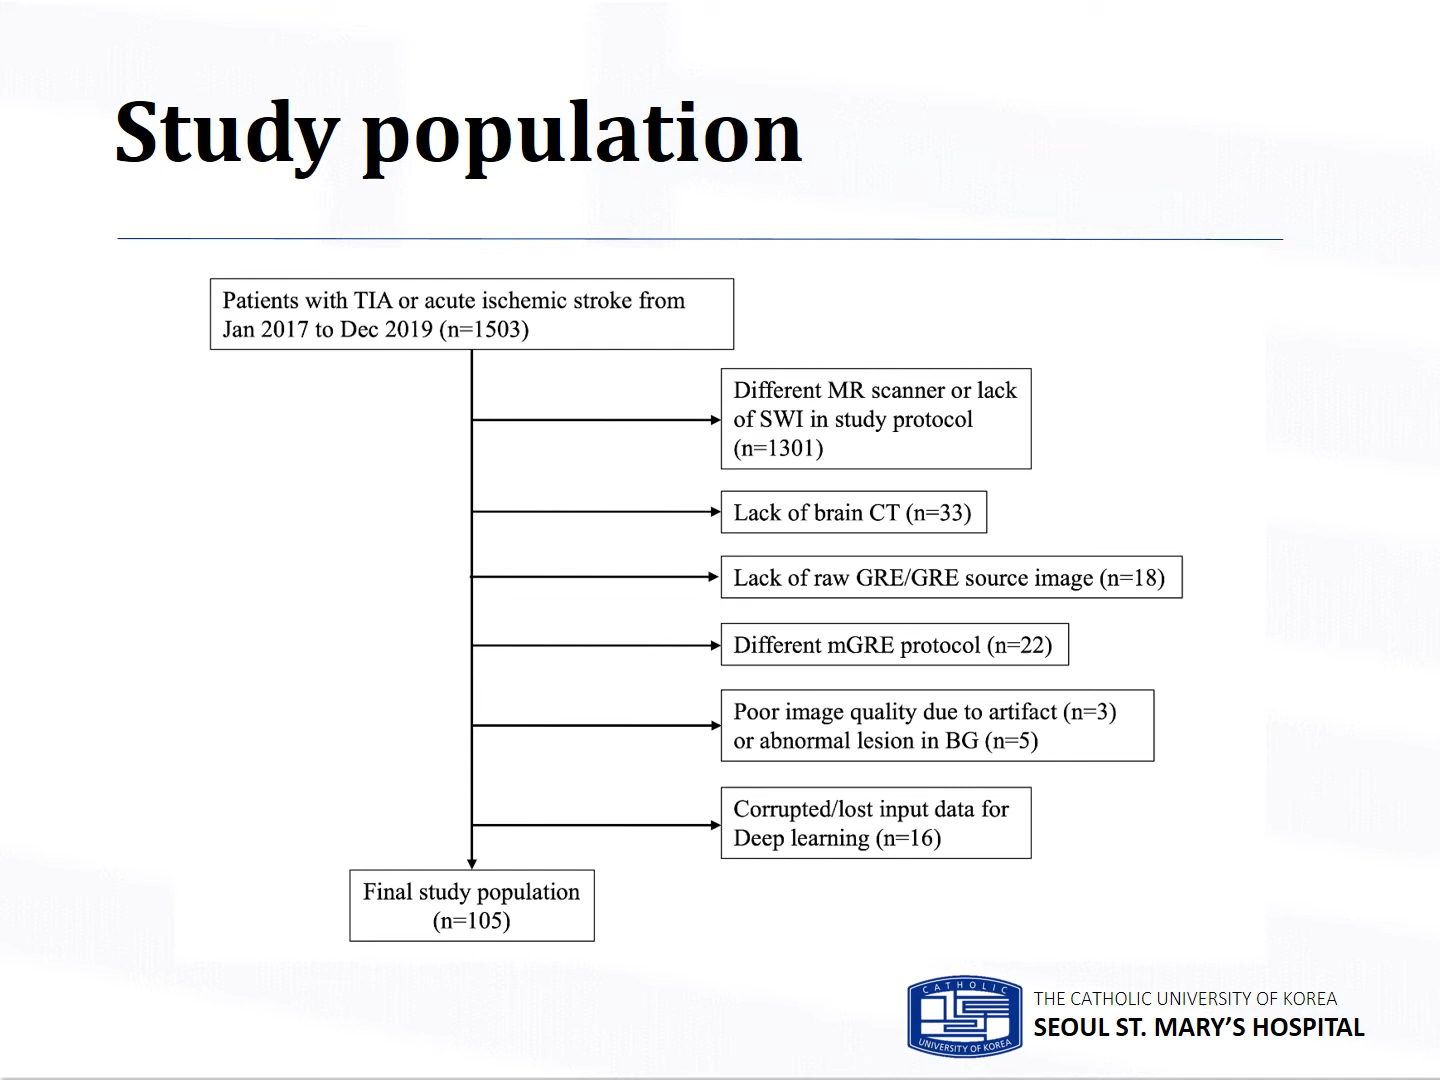 Study population
Patients with TIA or acute ischemic stroke from
Jan 2017 to Dec 2019 (n=1503)
Different MR scanner or lack
of SWI in study protocol
(n=1301)
Lack of brain CT (n=33)
Lack of raw GRE/GRE source image (n=18)
Different mGRE protocol (n=22)
Poor image quality due to artifact (n=3)
or abnormal lesion in BG (n=5)
Corrupted/lost input data for
Deep learning (n=16)
Final study population
(n=105)
CATHOLIC
UNIVERSITY OF KOREA
THE CATHOLIC UNIVERSITY OF KOREA
SEOUL ST. MARY’S HOSPITAL